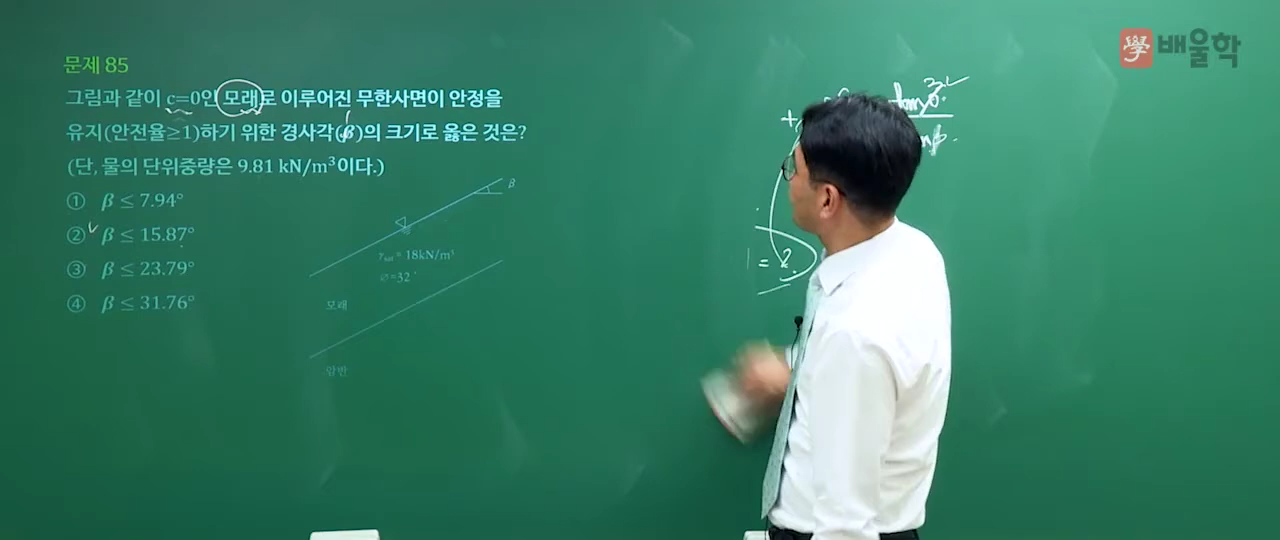 學 배울학
문제 85
그림과 같이 c=0인 모래로 이루어진 무한사면이 안정을
유지(안전율≥1)하기 위한 경사각(β)의 크기로 옳은 것은?
(단, 물의 단위중량은 9.81 kN/m³이다.)
① β ≤ 7.94°
② β ≤ 15.87°
③ β ≤ 23.79°
④ β ≤ 31.76°
β
γsat = 18kN/m³
∅=32°
모래
암반
+
1 = 2.